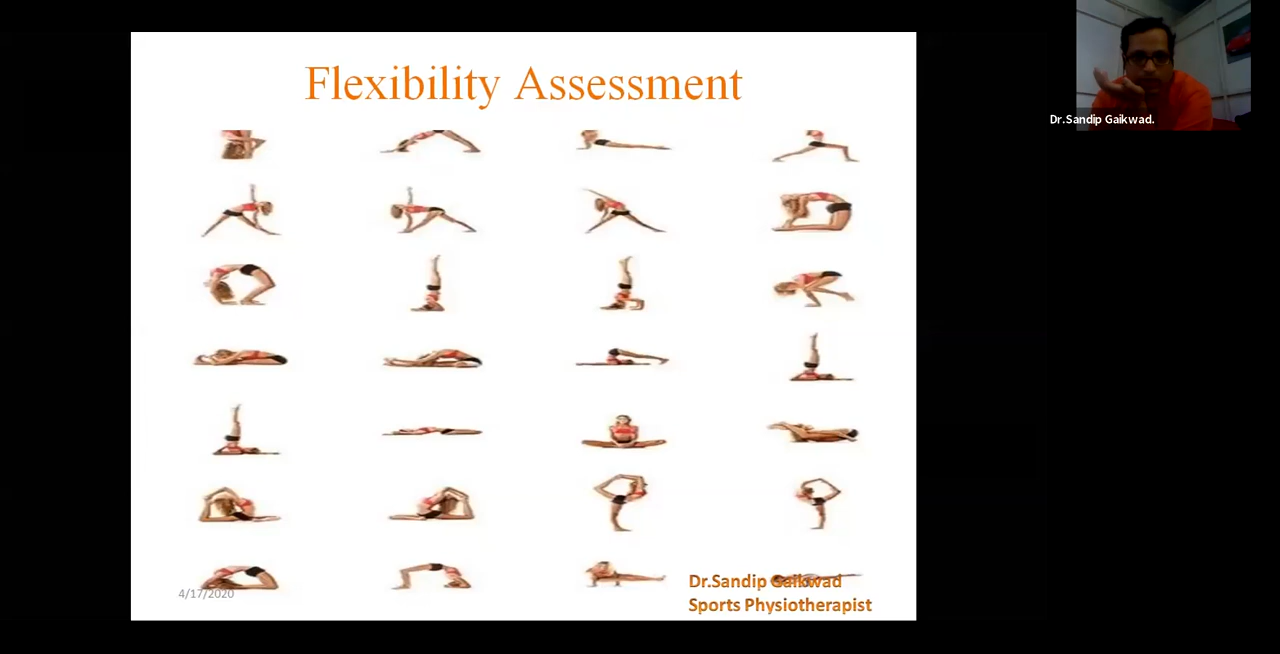 Flexibility Assessment
Dr.Sandip Gaikwad.
4/17/2020
Dr.Sandip Gaikwad
Sports Physiotherapist